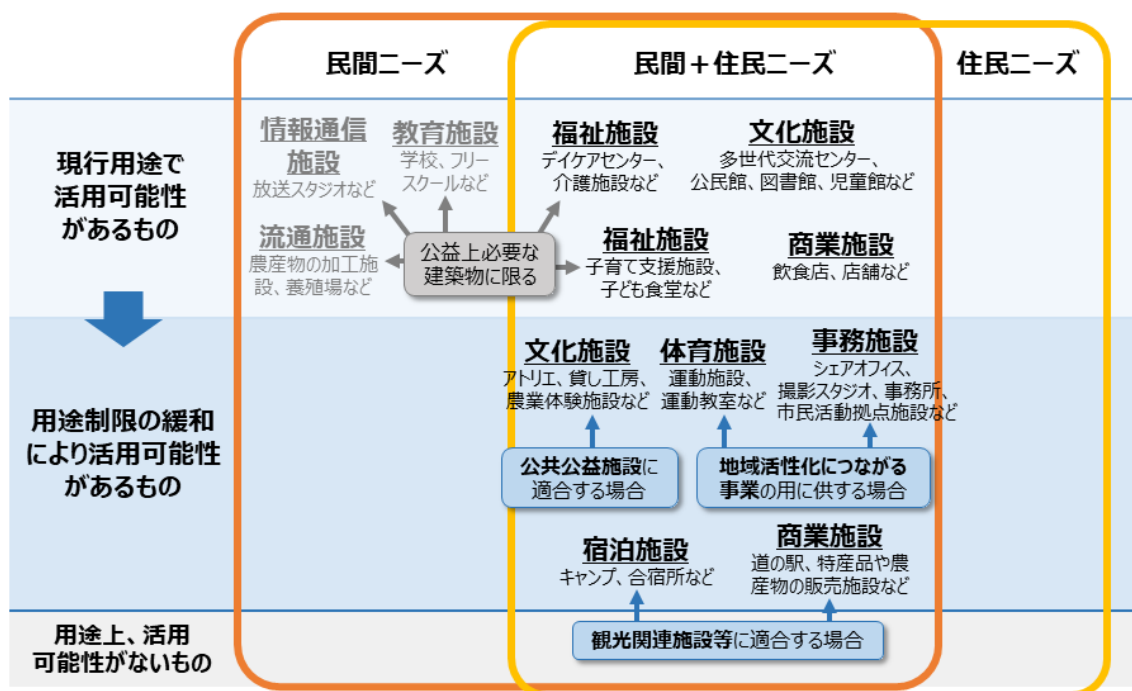 民間ニーズ
民間＋住民ニーズ
住民ニーズ
現行用途で
活用可能性
があるもの
情報通信
施設
放送スタジオなど
教育施設
学校、フリー
スクールなど
流通施設
農産物の加工施
設、養殖場など
公益上必要な
建築物に限る
福祉施設
デイケアセンター、
介護施設など
文化施設
多世代交流センター、
公民館、図書館、児童館など
福祉施設
子育て支援施設、
子ども食堂など
商業施設
飲食店、店舗など
用途制限の緩和
により活用可能性
があるもの
文化施設
アトリエ、貸し工房、
農業体験施設など
体育施設
運動施設、
運動教室など
事務施設
シェアオフィス、
撮影スタジオ、事務所、
市民活動拠点施設など
公共公益施設に
適合する場合
地域活性化につながる
事業の用に供する場合
宿泊施設
キャンプ、合宿所など
商業施設
道の駅、特産品や農
産物の販売施設など
用途上、活用
可能性がないもの
観光関連施設等に適合する場合